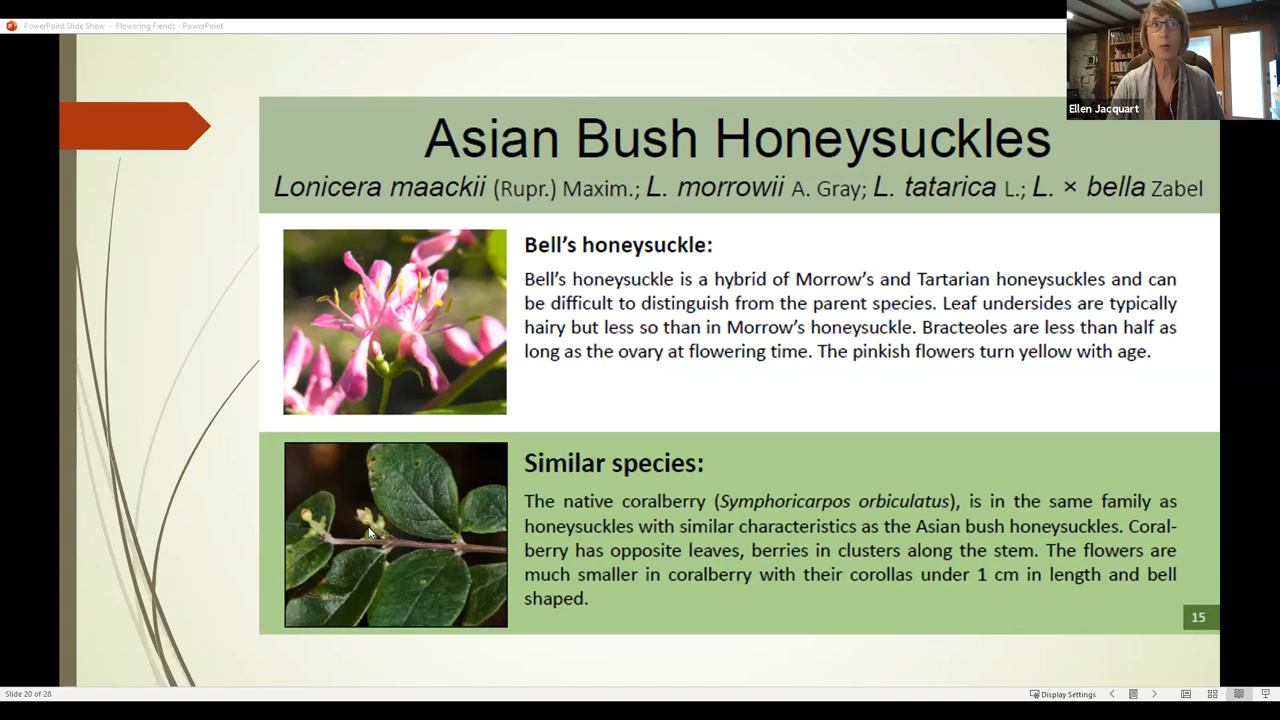 PowerPoint Slide Show - Flowering Fiends - PowerPoint
Ellen Jacquart
Asian Bush Honeysuckles
Lonicera maackii (Rupr.) Maxim.; L. morrowii A. Gray; L. tatarica L.; L. × bella Zabel
Bell’s honeysuckle:
Bell’s honeysuckle is a hybrid of Morrow’s and Tartarian honeysuckles and can
be difficult to distinguish from the parent species. Leaf undersides are typically
hairy but less so than in Morrow’s honeysuckle. Bracteoles are less than half as
long as the ovary at flowering time. The pinkish flowers turn yellow with age.
Similar species:
The native coralberry (Symphoricarpos orbiculatus), is in the same family as
honeysuckles with similar characteristics as the Asian bush honeysuckles. Coral-
berry has opposite leaves, berries in clusters along the stem. The flowers are
much smaller in coralberry with their corollas under 1 cm in length and bell
shaped.
15
Slide 20 of 28
Display Settings